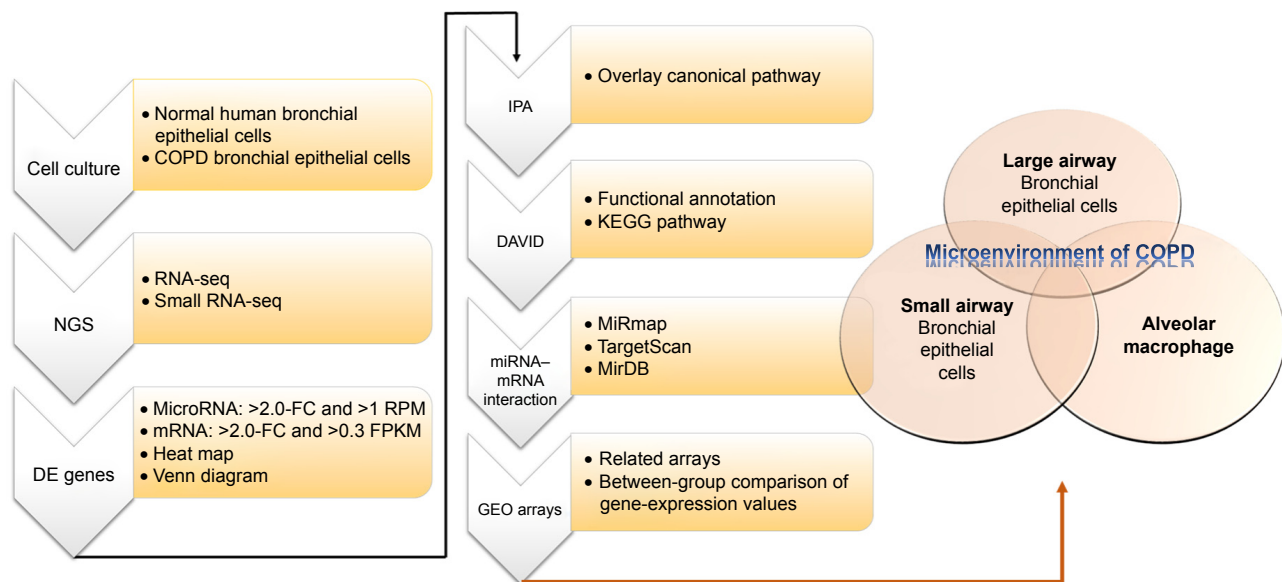 Cell culture
• Normal human bronchial
epithelial cells
• COPD bronchial epithelial cells
NGS
• RNA-seq
• Small RNA-seq
DE genes
• MicroRNA: >2.0-FC and >1 RPM
• mRNA: >2.0-FC and >0.3 FPKM
• Heat map
• Venn diagram
IPA
• Overlay canonical pathway
DAVID
• Functional annotation
• KEGG pathway
miRNA–
mRNA
interaction
• MiRmap
• TargetScan
• MirDB
GEO arrays
• Related arrays
• Between-group comparison of
gene-expression values
Large airway
Bronchial
epithelial cells
Microenvironment of COPD
Small airway
Bronchial
epithelial
cells
Alveolar
macrophage